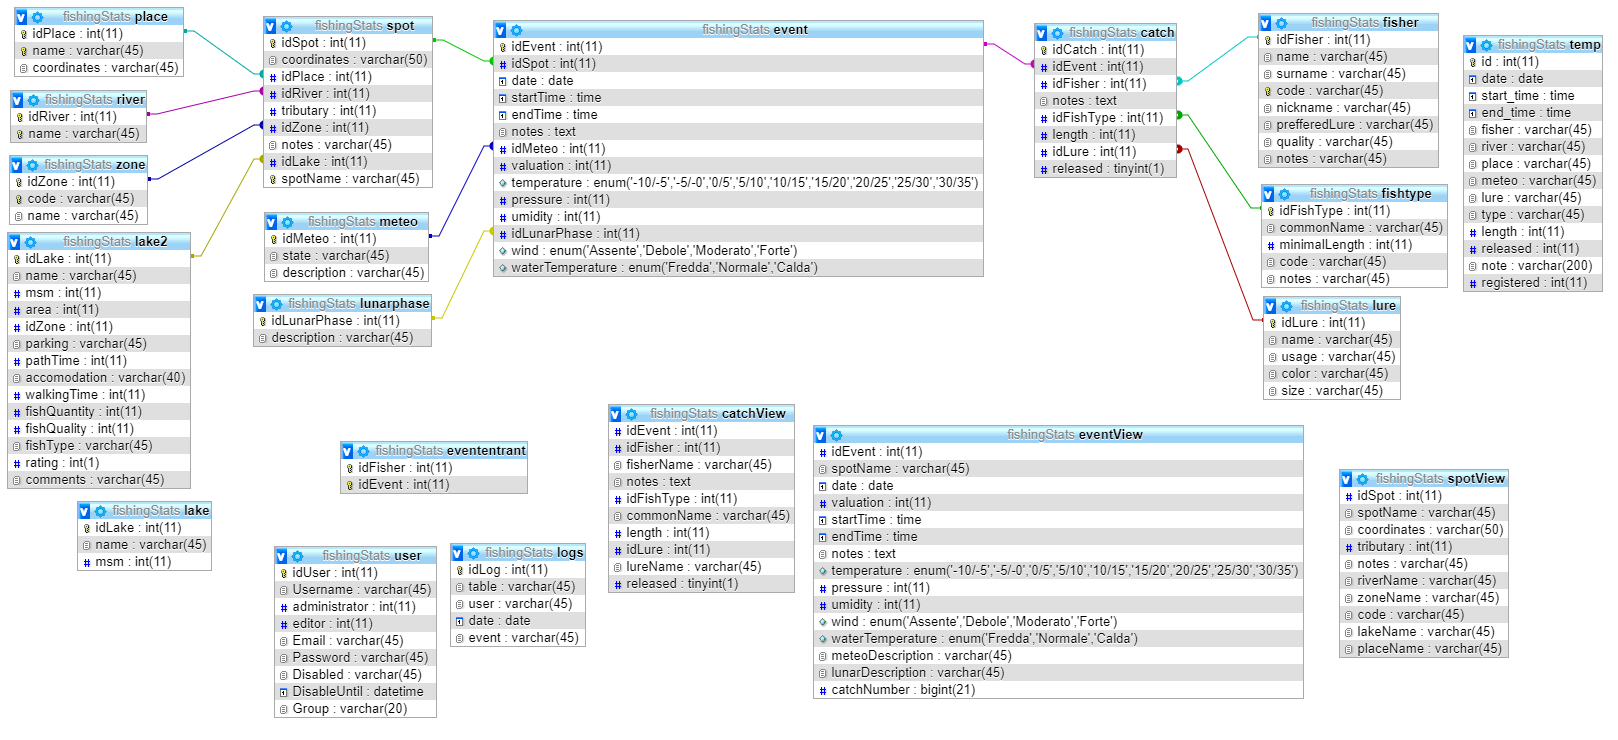 fishingStats place
idPlace : int(11)
name : varchar(45)
coordinates : varchar(45)
fishingStats river
idRiver : int(11)
name : varchar(45)
fishingStats zone
idZone : int(11)
code : varchar(45)
name : varchar(45)
fishingStats lake2
idLake : int(11)
name : varchar(45)
msm : int(11)
area : int(11)
idZone : int(11)
parking : varchar(45)
pathTime : int(11)
accomodation : varchar(40)
walkingTime : int(11)
fishQuantity : int(11)
fishQuality : int(11)
fishType : varchar(45)
rating : int(1)
comments : varchar(45)
fishingStats lake
idLake : int(11)
name : varchar(45)
msm : int(11)
fishingStats spot
idSpot : int(11)
coordinates : varchar(50)
idPlace : int(11)
idRiver : int(11)
tributary : int(11)
idZone : int(11)
notes : varchar(45)
idLake : int(11)
spotName : varchar(45)
fishingStats meteo
idMeteo : int(11)
state : varchar(45)
description : varchar(45)
fishingStats lunarphase
idLunarPhase : int(11)
description : varchar(45)
fishingStats event
idEvent : int(11)
idSpot : int(11)
date : date
startTime : time
endTime : time
notes : text
idMeteo : int(11)
valuation : int(11)
temperature : enum('-10/-5','-5/-0','0/5','5/10','10/15','15/20','20/25','25/30','30/35')
pressure : int(11)
umidity : int(11)
idLunarPhase : int(11)
wind : enum('Assente','Debole','Moderato','Forte')
waterTemperature : enum('Fredda','Normale','Calda')
fishingStats catch
idCatch : int(11)
idEvent : int(11)
idFisher : int(11)
notes : text
idFishType : int(11)
length : int(11)
idLure : int(11)
released : tinyint(1)
fishingStats fisher
idFisher : int(11)
name : varchar(45)
surname : varchar(45)
code : varchar(45)
nickname : varchar(45)
prefferedLure : varchar(45)
quality : varchar(45)
notes : varchar(45)
fishingStats fishtype
idFishType : int(11)
commonName : varchar(45)
minimalLength : int(11)
code : varchar(45)
notes : varchar(45)
fishingStats lure
idLure : int(11)
name : varchar(45)
usage : varchar(45)
color : varchar(45)
size : varchar(45)
fishingStats temp
id : int(11)
date : date
start_time : time
end_time : time
fisher : varchar(45)
river : varchar(45)
place : varchar(45)
meteo : varchar(45)
lure : varchar(45)
type : varchar(45)
length : int(11)
released : int(11)
note : varchar(200)
registered : int(11)
fishingStats evententrant
idFisher : int(11)
idEvent : int(11)
fishingStats user
idUser : int(11)
Username : varchar(45)
administrator : int(11)
editor : int(11)
Email : varchar(45)
Password : varchar(45)
Disabled : varchar(45)
DisableUntil : datetime
Group : varchar(20)
fishingStats logs
idLog : int(11)
table : varchar(45)
user : varchar(45)
date : date
event : varchar(45)
fishingStats catchView
idEvent : int(11)
idFisher : int(11)
fisherName : varchar(45)
notes : text
idFishType : int(11)
commonName : varchar(45)
length : int(11)
idLure : int(11)
lureName : varchar(45)
released : tinyint(1)
fishingStats eventView
idEvent : int(11)
spotName : varchar(45)
date : date
valuation : int(11)
startTime : time
endTime : time
notes : text
temperature : enum('-10/-5','-5/-0','0/5','5/10','10/15','15/20','20/25','25/30','30/35')
pressure : int(11)
umidity : int(11)
wind : enum('Assente','Debole','Moderato','Forte')
waterTemperature : enum('Fredda','Normale','Calda')
meteoDescription : varchar(45)
lunarDescription : varchar(45)
catchNumber : bigint(21)
fishingStats spotView
idSpot : int(11)
spotName : varchar(45)
coordinates : varchar(50)
tributary : int(11)
notes : varchar(45)
riverName : varchar(45)
zoneName : varchar(45)
code : varchar(45)
lakeName : varchar(45)
placeName : varchar(45)